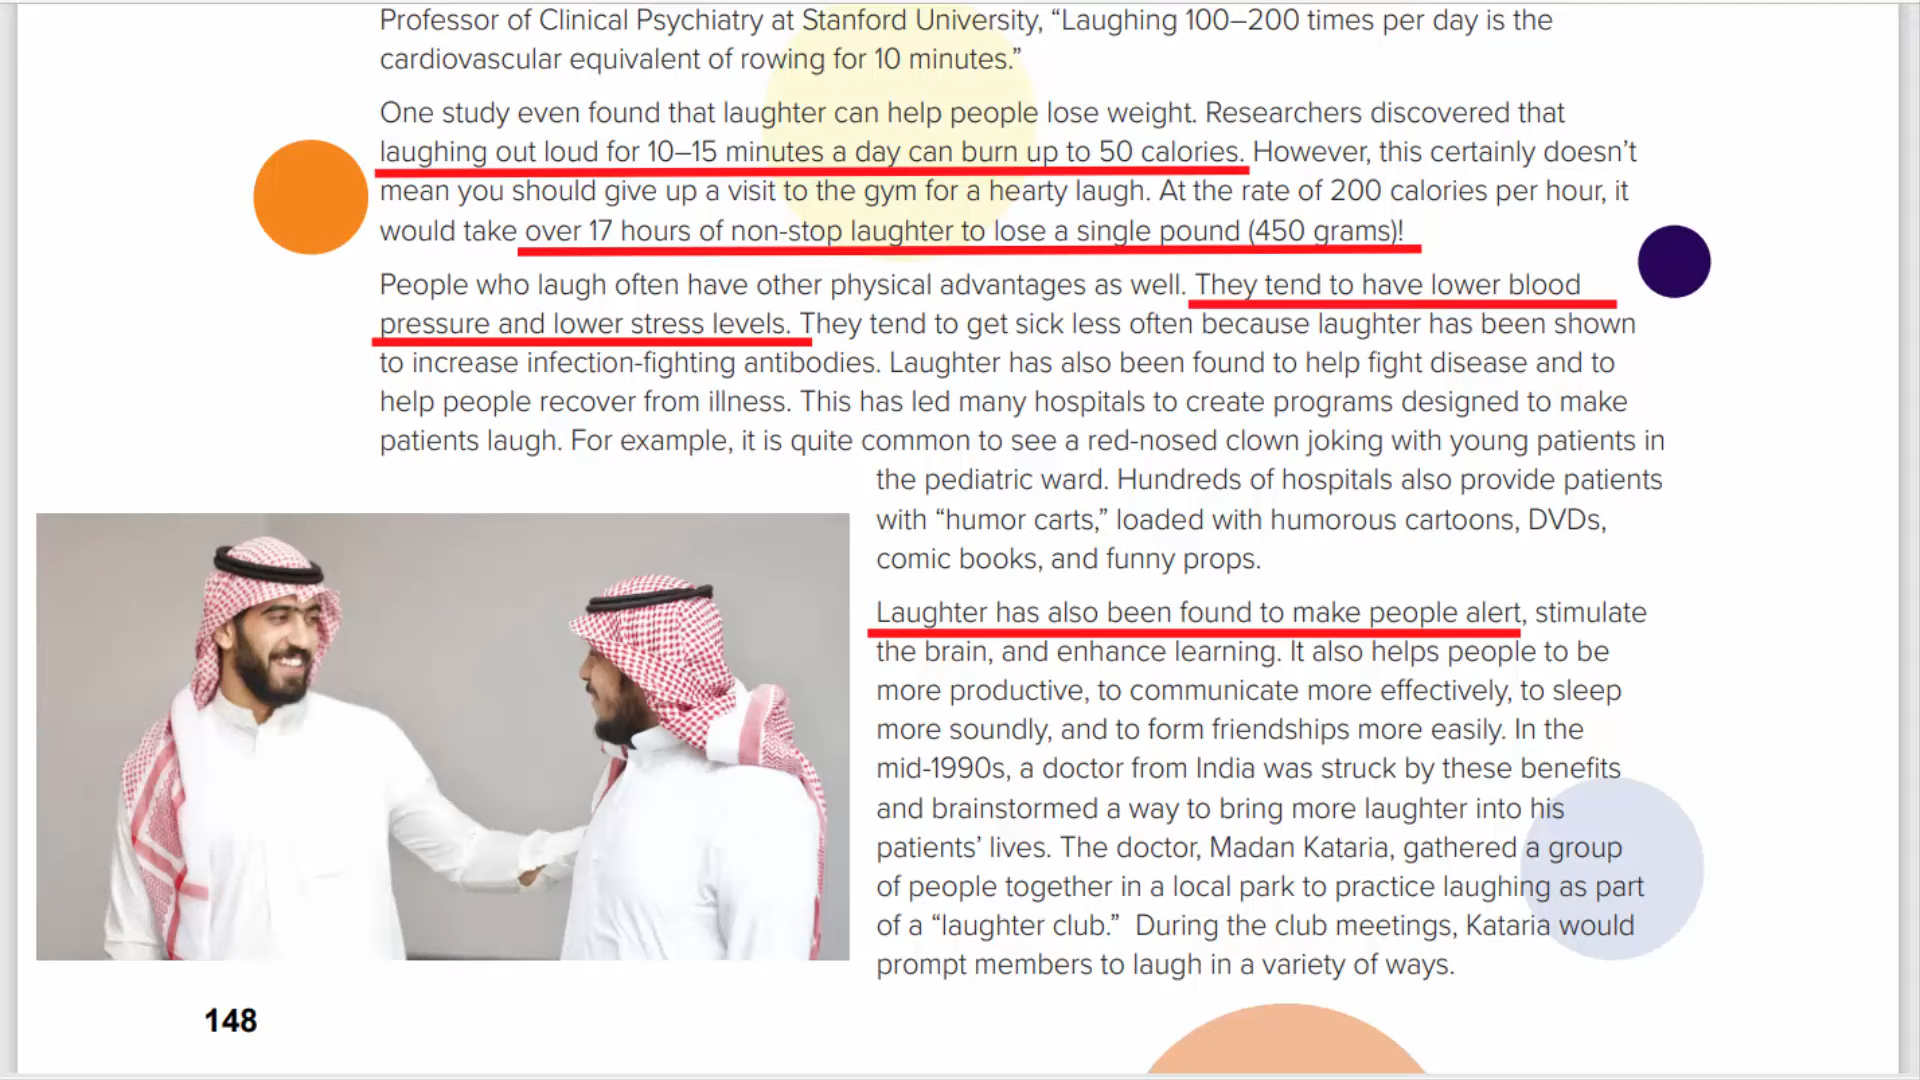 Professor of Clinical Psychiatry at Stanford University, “Laughing 100–200 times per day is the
cardiovascular equivalent of rowing for 10 minutes.”
One study even found that laughter can help people lose weight. Researchers discovered that
laughing out loud for 10–15 minutes a day can burn up to 50 calories. However, this certainly doesn’t
mean you should give up a visit to the gym for a hearty laugh. At the rate of 200 calories per hour, it
would take over 17 hours of non-stop laughter to lose a single pound (450 grams)!
People who laugh often have other physical advantages as well. They tend to have lower blood
pressure and lower stress levels. They tend to get sick less often because laughter has been shown
to increase infection-fighting antibodies. Laughter has also been found to help fight disease and to
help people recover from illness. This has led many hospitals to create programs designed to make
patients laugh. For example, it is quite common to see a red-nosed clown joking with young patients in
the pediatric ward. Hundreds of hospitals also provide patients
with “humor carts,” loaded with humorous cartoons, DVDs,
comic books, and funny props.
Laughter has also been found to make people alert, stimulate
the brain, and enhance learning. It also helps people to be
more productive, to communicate more effectively, to sleep
more soundly, and to form friendships more easily. In the
mid-1990s, a doctor from India was struck by these benefits
and brainstormed a way to bring more laughter into his
patients’ lives. The doctor, Madan Kataria, gathered a group
of people together in a local park to practice laughing as part
of a “laughter club.” During the club meetings, Kataria would
prompt members to laugh in a variety of ways.
148